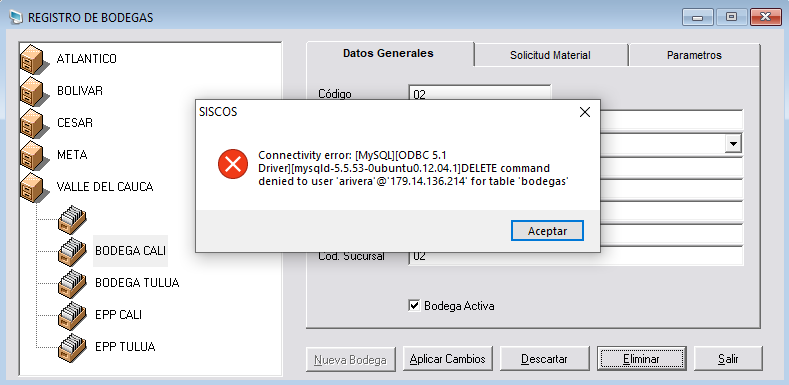 REGISTRO DE BODEGAS
ATLANTICO
BOLIVAR
CESAR
META
VALLE DEL CAUCA
BODEGA CALI
BODEGA TULUA
EPP CALI
EPP TULUA
Datos Generales
Solicitud Material
Parametros
Código
02
SISCOS
Connectivity error: [MySQL][ODBC 5.1
Driver][mysqld-5.5.53-0ubuntu0.12.04.1]DELETE command
denied to user 'arivera'@'179.14.136.214' for table 'bodegas'
Aceptar
Cod. Sucursal
02
Bodega Activa
Nueva Bodega
Aplicar Cambios
Descartar
Eliminar
Salir